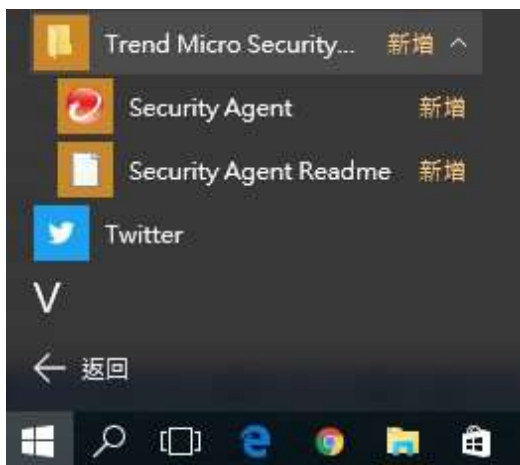 Trend Micro Security... 新增
Security Agent 新增
Security Agent Readme 新增
Twitter
V
返回